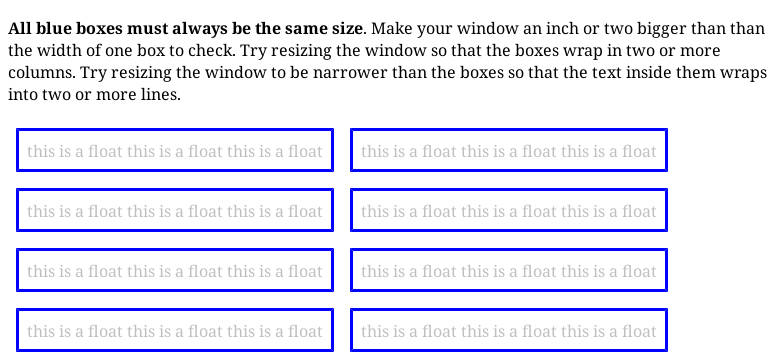 All blue boxes must always be the same size. Make your window an inch or two bigger than than
the width of one box to check. Try resizing the window so that the boxes wrap in two or more
columns. Try resizing the window to be narrower than the boxes so that the text inside them wraps
into two or more lines.
this is a float this is a float this is a float
this is a float this is a float this is a float
this is a float this is a float this is a float
this is a float this is a float this is a float
this is a float this is a float this is a float
this is a float this is a float this is a float
this is a float this is a float this is a float
this is a float this is a float this is a float